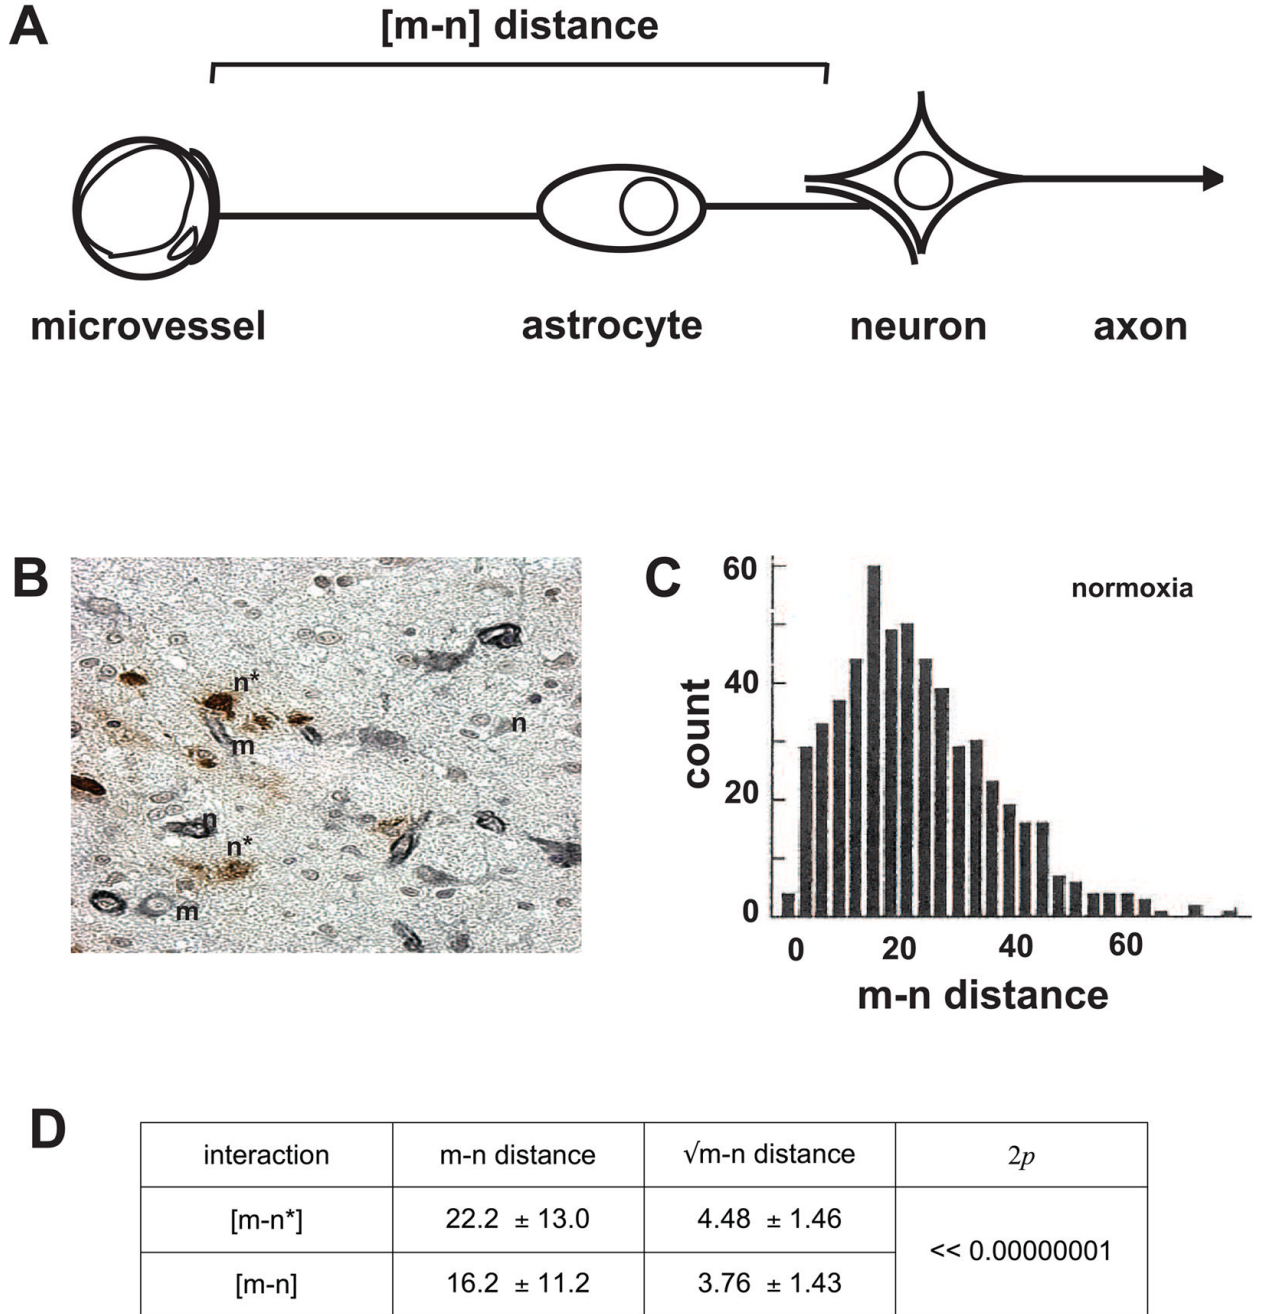 A
[m-n] distance
microvessel
astrocyte
neuron
axon
B
n*
m
n
n
n*
m
C
60
40
20
0
count
normoxia
0
20
40
60
m-n distance
D
interaction
m-n distance
√m-n distance
2p
[m-n*]
22.2 ± 13.0
4.48 ± 1.46
<< 0.00000001
[m-n]
16.2 ± 11.2
3.76 ± 1.43